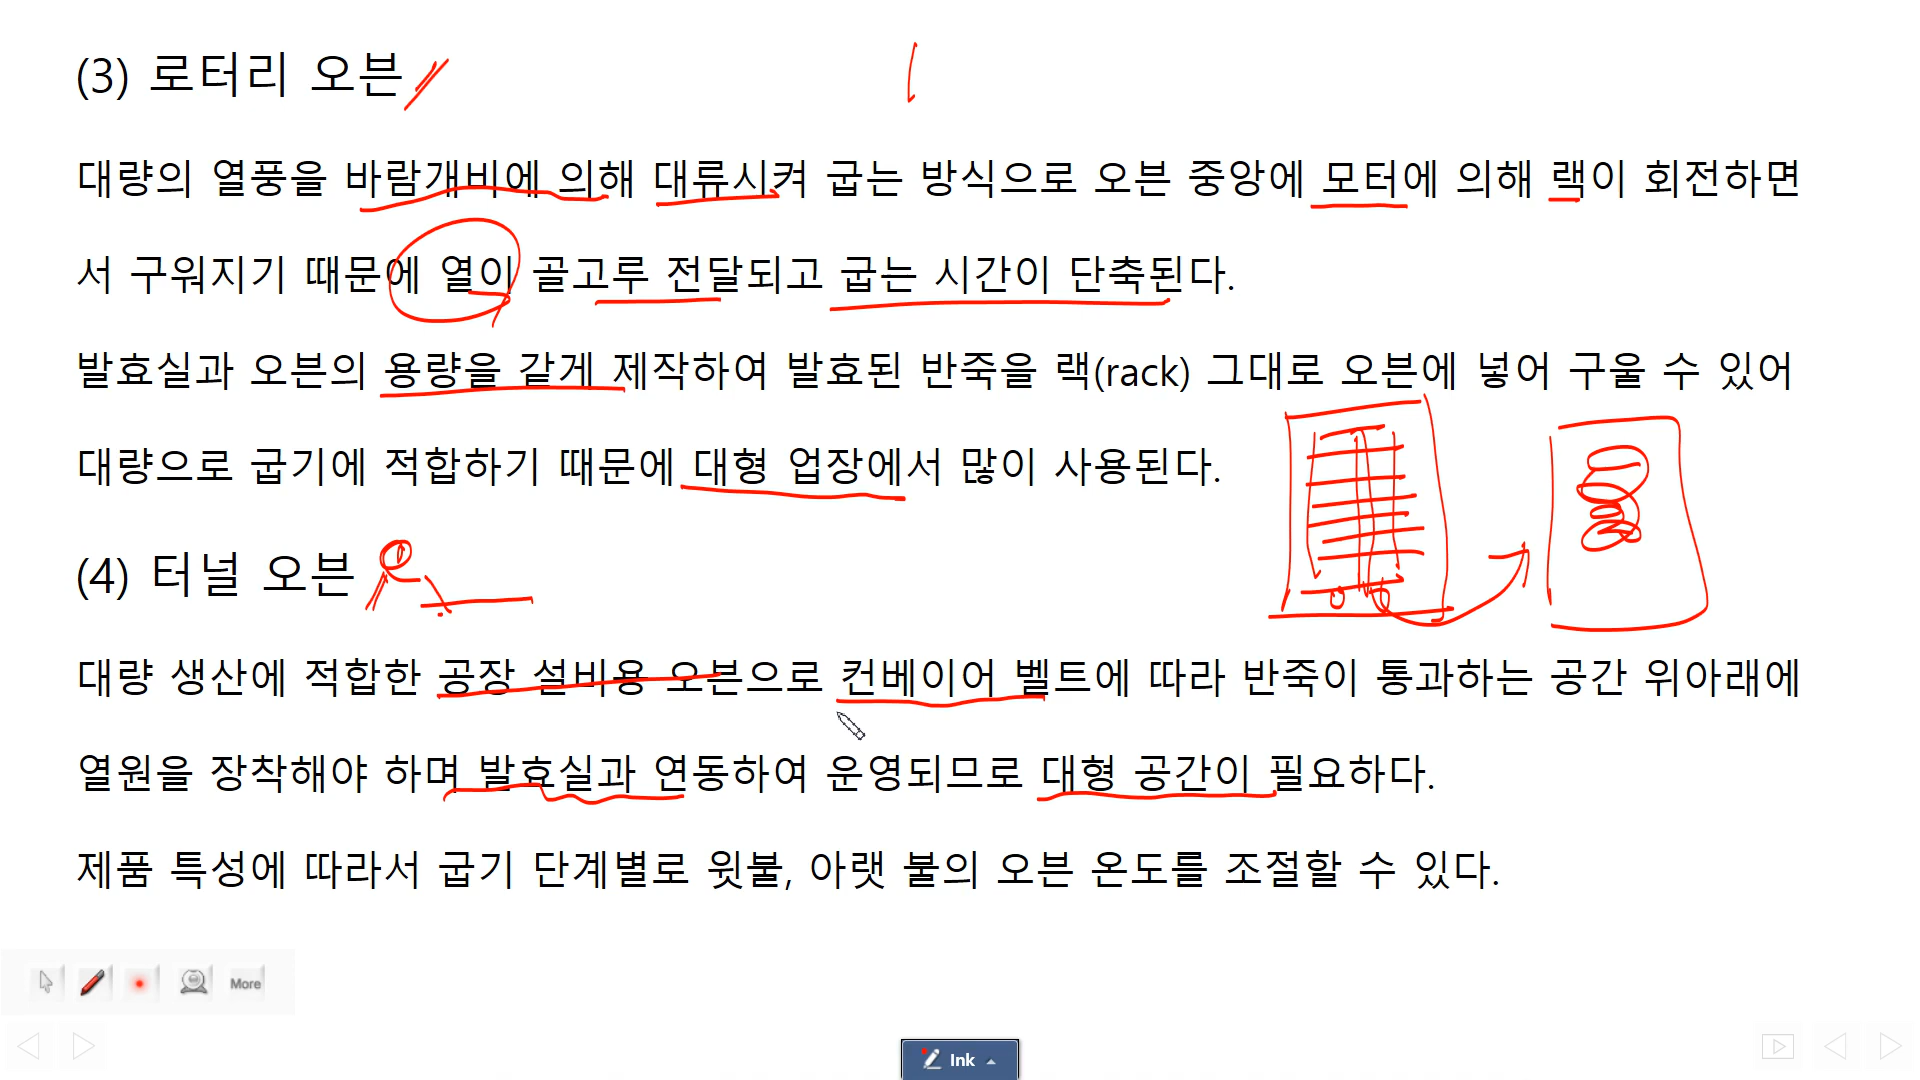 (3) 로터리 오븐
대량의 열풍을 바람개비에 의해 대류시켜 굽는 방식으로 오븐 중앙에 모터에 의해 랙이 회전하면
서 구워지기 때문에 열이 골고루 전달되고 굽는 시간이 단축된다.
발효실과 오븐의 용량을 같게 제작하여 발효된 반죽을 랙(rack) 그대로 오븐에 넣어 구울 수 있어
대량으로 굽기에 적합하기 때문에 대형 업장에서 많이 사용된다.
(4) 터널 오븐
대량 생산에 적합한 공장 설비용 오븐으로 컨베이어 벨트에 따라 반죽이 통과하는 공간 위아래에
열원을 장착해야 하며 발효실과 연동하여 운영되므로 대형 공간이 필요하다.
제품 특성에 따라서 굽기 단계별로 윗불, 아랫 불의 오븐 온도를 조절할 수 있다.
More
Ink